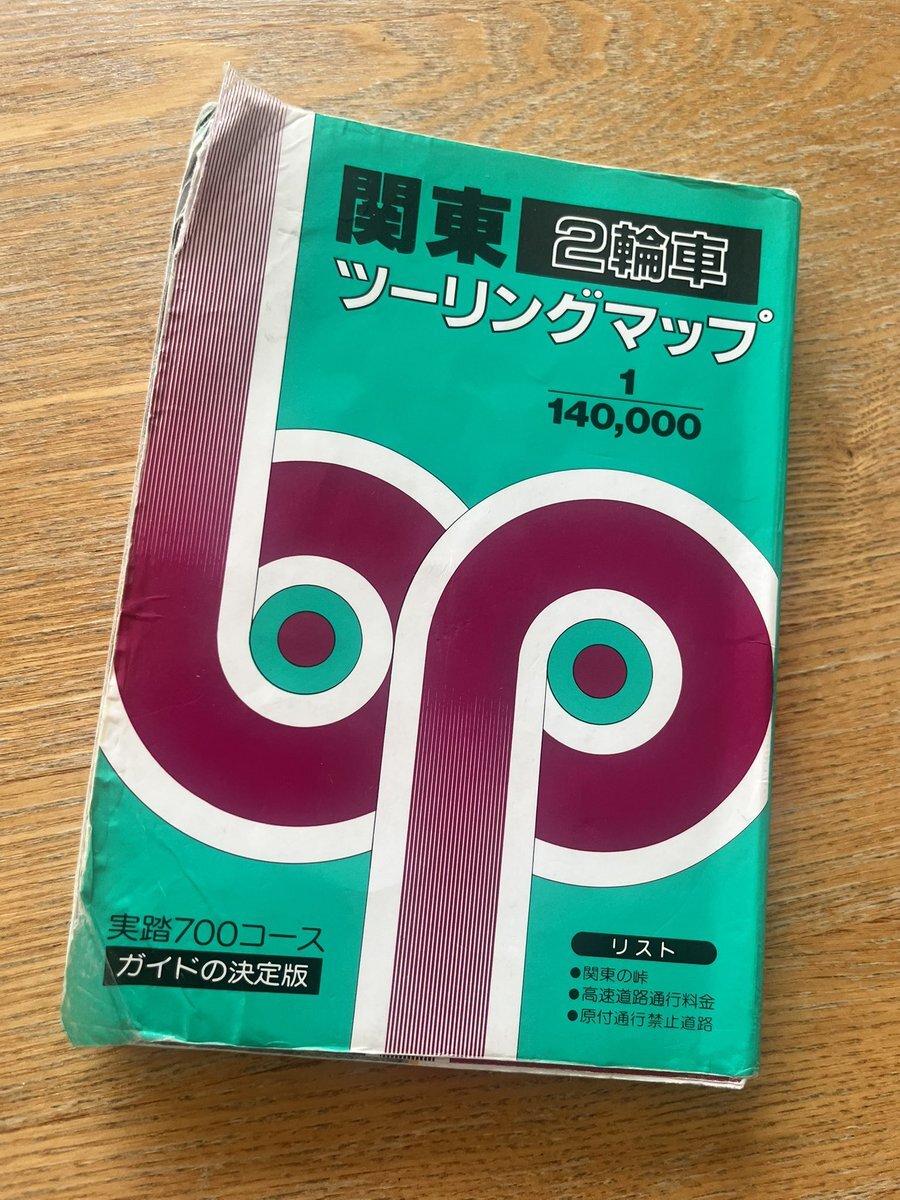 関東 2輪車
ツーリングマップ
1
140,000
bp
実踏700コース
ガイドの決定版
リスト
●関東の峠
●高速道路通行料金
●原付通行禁止道路